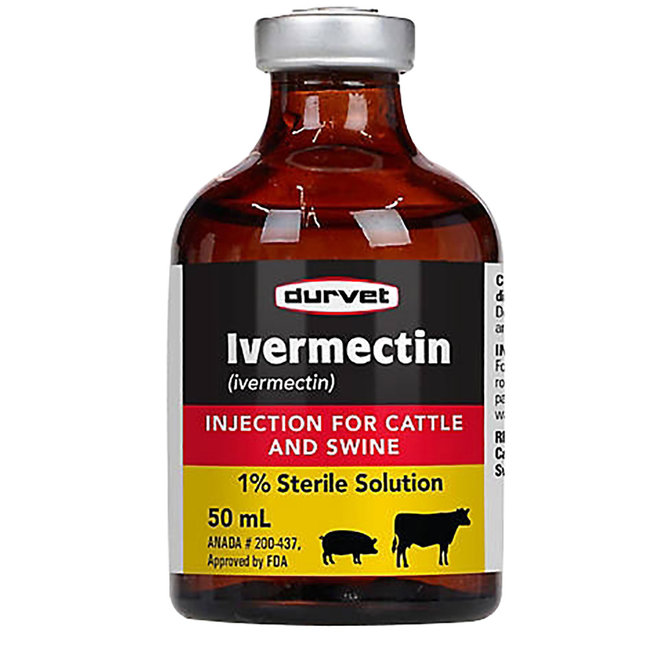 durvet
Ivermectin
(ivermectin)
INJECTION FOR CATTLE
AND SWINE
1% Sterile Solution
50 mL
ANADA # 200-437,
Approved by FDA